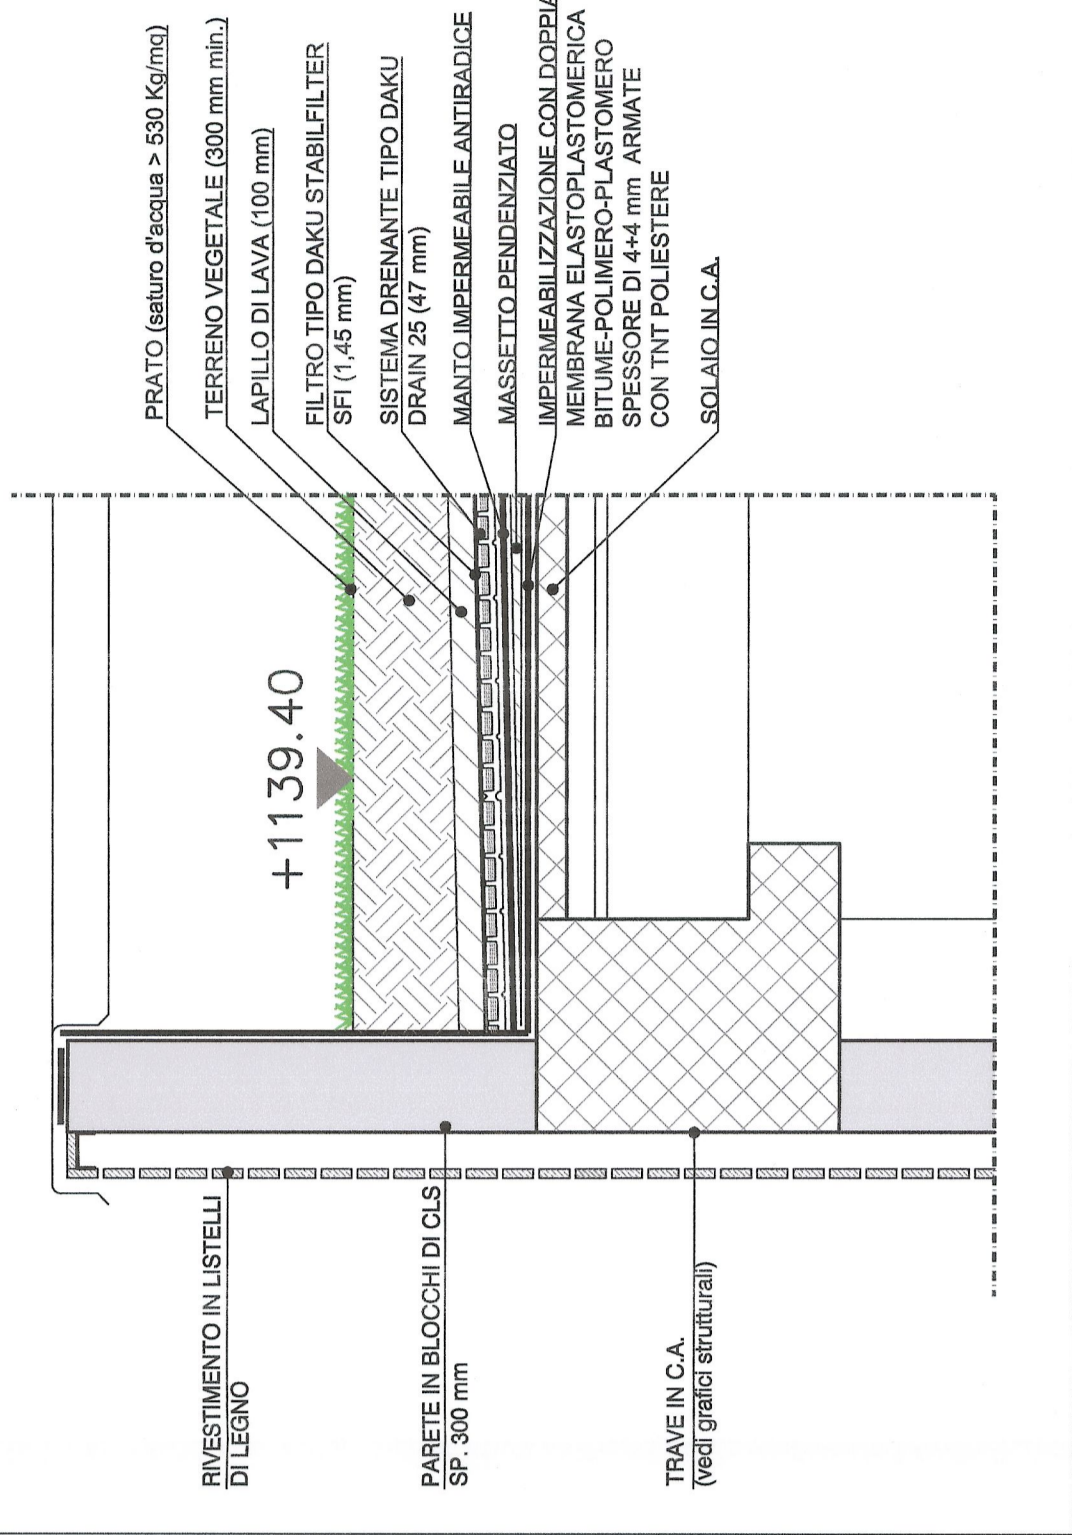 PRATO (saturo d'acqua > 530 Kg/mq)
TERRENO VEGETALE (300 mm min.)
LAPILLO DI LAVA (100 mm)
FILTRO TIPO DAKU STABILFILTER
SFI (1,45 mm)
SISTEMA DRENANTE TIPO DAKU
DRAIN 25 (47 mm)
MANTO IMPERMEABILE ANTIRADICE
MASSETTO PENDENZIATO
IMPERMEABILIZZAZIONE CON DOPPIA
MEMBRANA ELASTOPLASTOMERICA
BITUME-POLIMERO-PLASTOMERO
SPESSORE DI 4+4 mm ARMATE
CON TNT POLIESTERE
SOLAIO IN C.A.
+1139.40
RIVESTIMENTO IN LISTELLI
DI LEGNO
PARETE IN BLOCCHI DI CLS
SP. 300 mm
TRAVE IN C.A.
(vedi grafici strutturali)